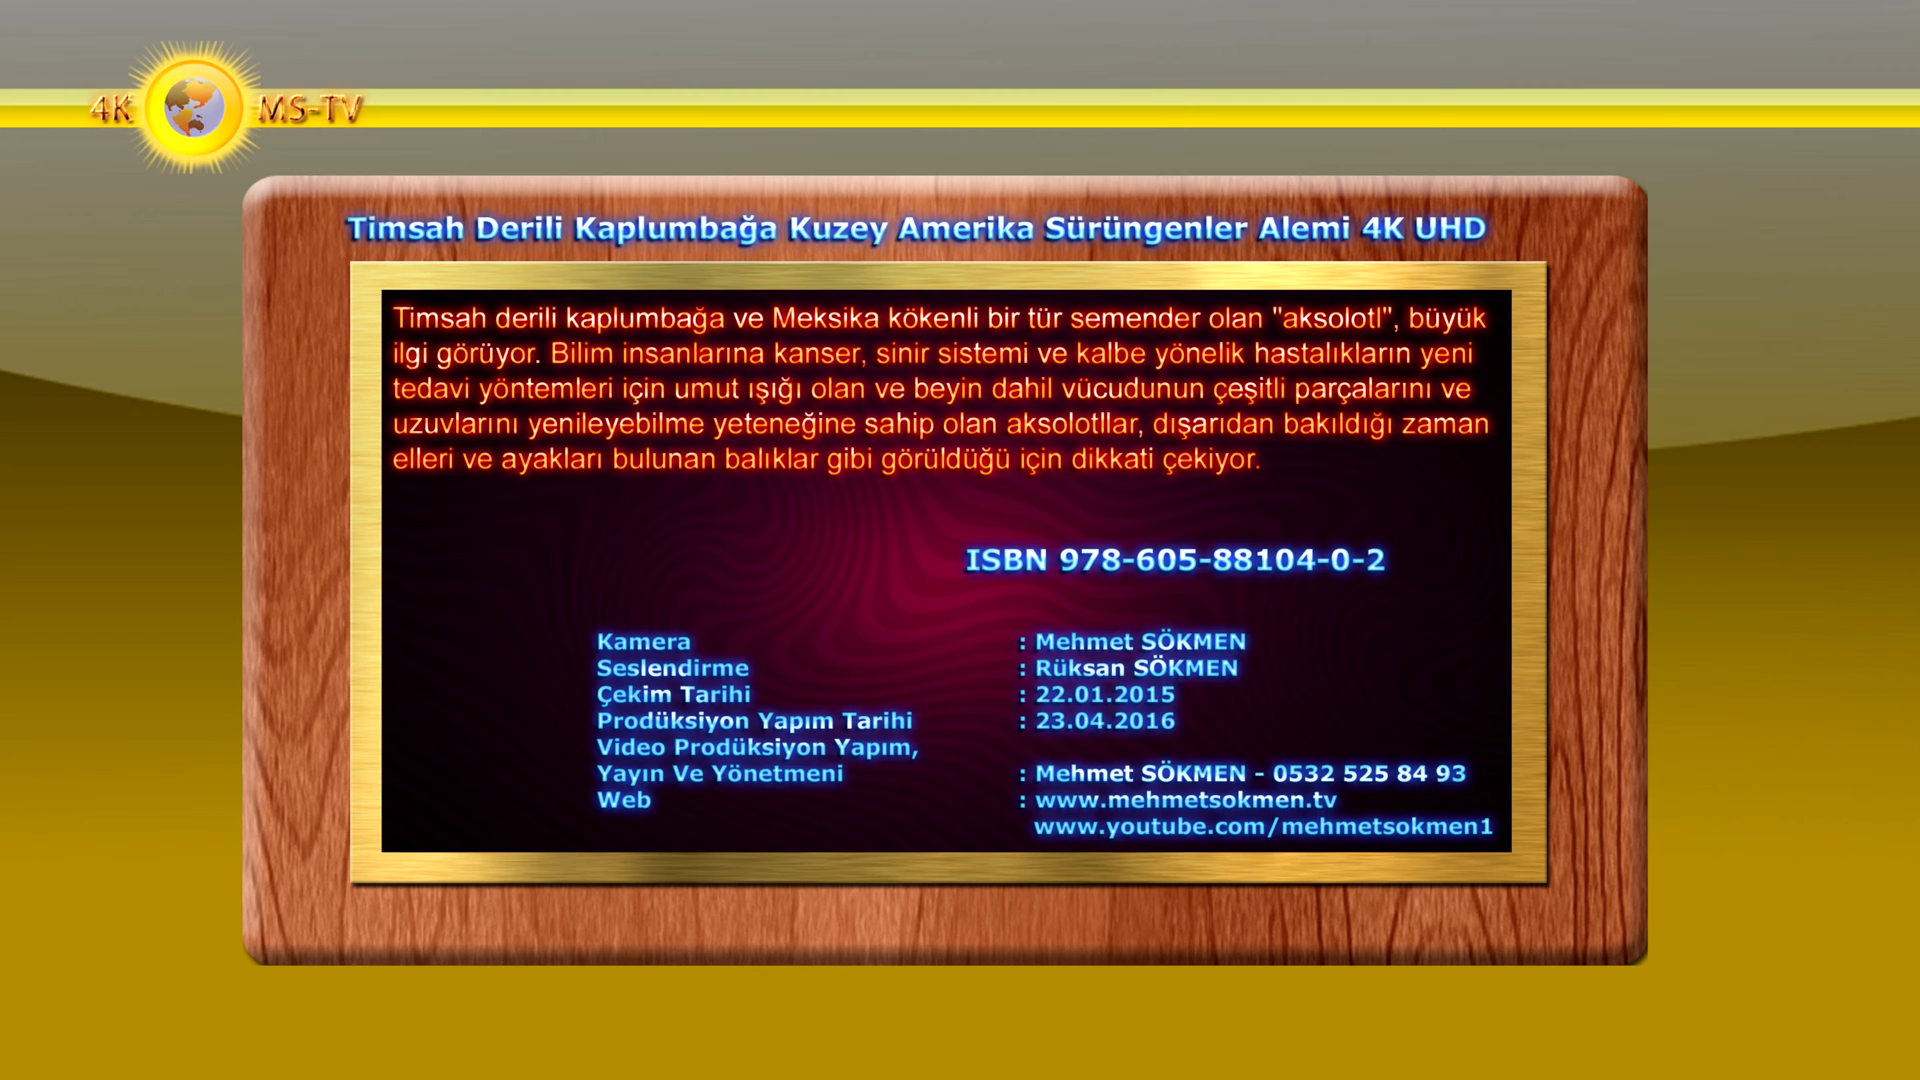 4K MS-TV
Timsah Derili Kaplumbağa Kuzey Amerika Sürüngenler Alemi 4K UHD
Timsah derili kaplumbağa ve Meksika kökenli bir tür semender olan "aksolotl", büyük
ilgi görüyor. Bilim insanlarına kanser, sinir sistemi ve kalbe yönelik hastalıkların yeni
tedavi yöntemleri için umut ışığı olan ve beyin dahil vücudunun çeşitli parçalarını ve
uzuvlarını yenileyebilme yeteneğine sahip olan aksolotllar, dışarıdan bakıldığı zaman
elleri ve ayakları bulunan balıklar gibi görüldüğü için dikkati çekiyor.
ISBN 978-605-88104-0-2
Kamera : Mehmet SÖKMEN
Seslendirme : Rüksan SÖKMEN
Çekim Tarihi : 22.01.2015
Prodüksiyon Yapım Tarihi : 23.04.2016
Video Prodüksiyon Yapım,
Yayın Ve Yönetmeni : Mehmet SÖKMEN - 0532 525 84 93
Web : www.mehmetsokmen.tv
www.youtube.com/mehmetsokmen1